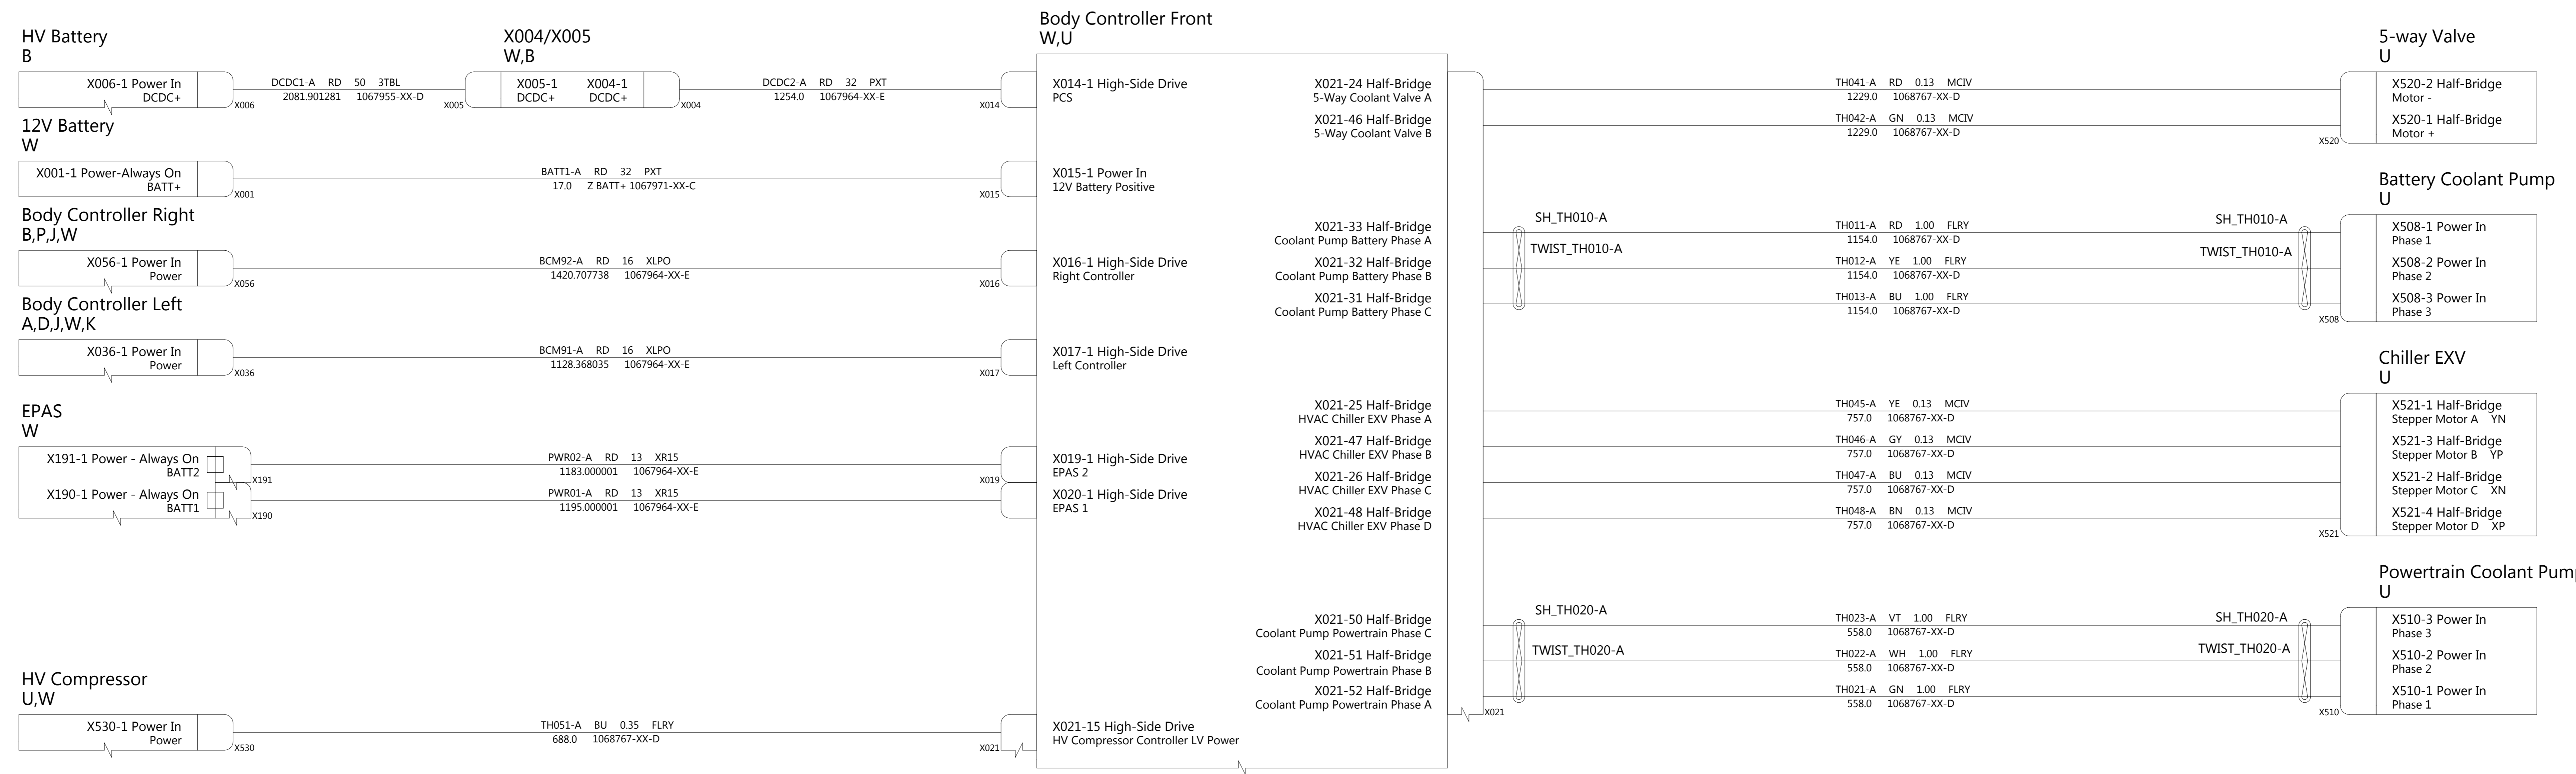 Body Controller Front
W,U
HV Battery
B
X006-1 Power In
DCDC+
X006
DCDC1-A RD 50 3TBL
2081.901281 1067955-XX-D
X004/X005
W,B
X005
X005-1 X004-1
DCDC+ DCDC+
X004
DCDC2-A RD 32 PXT
1254.0 1067964-XX-E
X014
X014-1 High-Side Drive
PCS
12V Battery
W
X001-1 Power-Always On
BATT+
X001
BATT1-A RD 32 PXT
17.0 Z BATT+ 1067971-XX-C
X015
X015-1 Power In
12V Battery Positive
Body Controller Right
B,P,J,W
X056-1 Power In
Power
X056
BCM92-A RD 16 XLPO
1420.707738 1067964-XX-E
X016
X016-1 High-Side Drive
Right Controller
Body Controller Left
A,D,J,W,K
X036-1 Power In
Power
X036
BCM91-A RD 16 XLPO
1128.368035 1067964-XX-E
X017
X017-1 High-Side Drive
Left Controller
EPAS
W
X191-1 Power - Always On
BATT2
X191
PWR02-A RD 13 XR15
1183.000001 1067964-XX-E
X019
X019-1 High-Side Drive
EPAS 2
X190-1 Power - Always On
BATT1
X190
PWR01-A RD 13 XR15
1195.000001 1067964-XX-E
X020-1 High-Side Drive
EPAS 1
HV Compressor
U,W
X530-1 Power In
Power
X530
TH051-A BU 0.35 FLRY
688.0 1068767-XX-D
X021
X021-15 High-Side Drive
HV Compressor Controller LV Power
X021-24 Half-Bridge
5-Way Coolant Valve A
TH041-A RD 0.13 MCIV
1229.0 1068767-XX-D
X021-46 Half-Bridge
5-Way Coolant Valve B
TH042-A GN 0.13 MCIV
1229.0 1068767-XX-D
5-way Valve
U
X520-2 Half-Bridge
Motor -
X520-1 Half-Bridge
Motor +
X520
X021-33 Half-Bridge
Coolant Pump Battery Phase A
X021-32 Half-Bridge
Coolant Pump Battery Phase B
X021-31 Half-Bridge
Coolant Pump Battery Phase C
SH_TH010-A
TWIST_TH010-A
TH011-A RD 1.00 FLRY
1154.0 1068767-XX-D
TH012-A YE 1.00 FLRY
1154.0 1068767-XX-D
TH013-A BU 1.00 FLRY
1154.0 1068767-XX-D
SH_TH010-A
TWIST_TH010-A
Battery Coolant Pump
U
X508-1 Power In
Phase 1
X508-2 Power In
Phase 2
X508-3 Power In
Phase 3
X508
X021-25 Half-Bridge
HVAC Chiller EXV Phase A
X021-47 Half-Bridge
HVAC Chiller EXV Phase B
X021-26 Half-Bridge
HVAC Chiller EXV Phase C
X021-48 Half-Bridge
HVAC Chiller EXV Phase D
TH045-A YE 0.13 MCIV
757.0 1068767-XX-D
TH046-A GY 0.13 MCIV
757.0 1068767-XX-D
TH047-A BU 0.13 MCIV
757.0 1068767-XX-D
TH048-A BN 0.13 MCIV
757.0 1068767-XX-D
Chiller EXV
U
X521-1 Half-Bridge
Stepper Motor A YN
X521-3 Half-Bridge
Stepper Motor B YP
X521-2 Half-Bridge
Stepper Motor C XN
X521-4 Half-Bridge
Stepper Motor D XP
X521
X021-50 Half-Bridge
Coolant Pump Powertrain Phase C
X021-51 Half-Bridge
Coolant Pump Powertrain Phase B
X021-52 Half-Bridge
Coolant Pump Powertrain Phase A
X021
SH_TH020-A
TWIST_TH020-A
TH023-A VT 1.00 FLRY
558.0 1068767-XX-D
TH022-A WH 1.00 FLRY
558.0 1068767-XX-D
TH021-A GN 1.00 FLRY
558.0 1068767-XX-D
SH_TH020-A
TWIST_TH020-A
Powertrain Coolant Pum
U
X510-3 Power In
Phase 3
X510-2 Power In
Phase 2
X510-1 Power In
Phase 1
X510